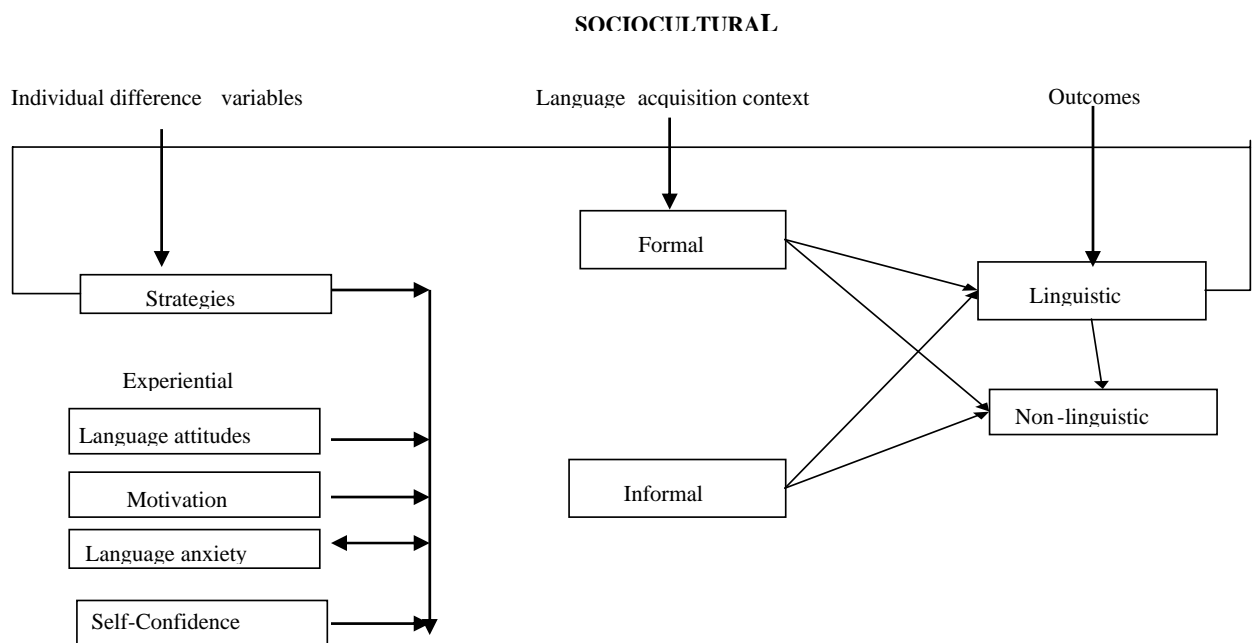 SOCIOCULTURAL
Individual difference variables
Language acquisition context
Outcomes
Formal
Strategies
Linguistic
Experiential
Language attitudes
Non-linguistic
Motivation
Informal
Language anxiety
Self-Confidence